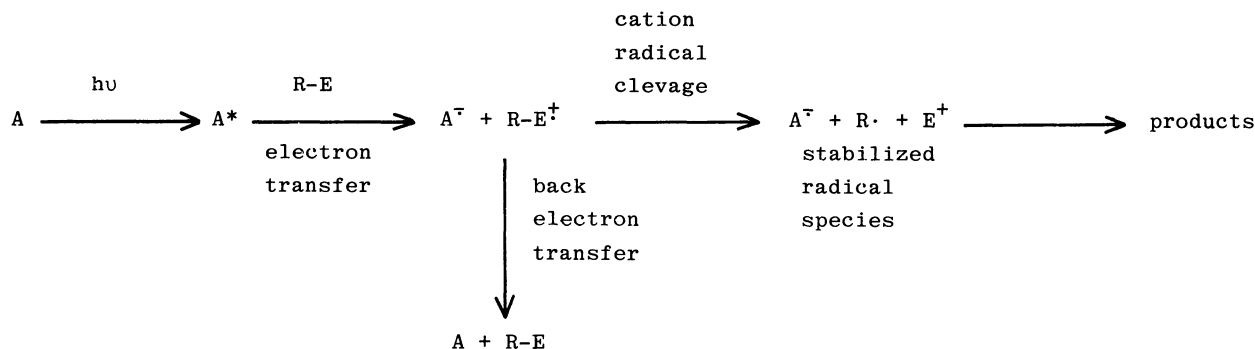 cation
radical
clevage
hυ
R-E
A
A*
A⁻· + R-E⁺·
A⁻· + R· + E⁺
products
electron
transfer
stabilized
radical
species
back
electron
transfer
A + R-E